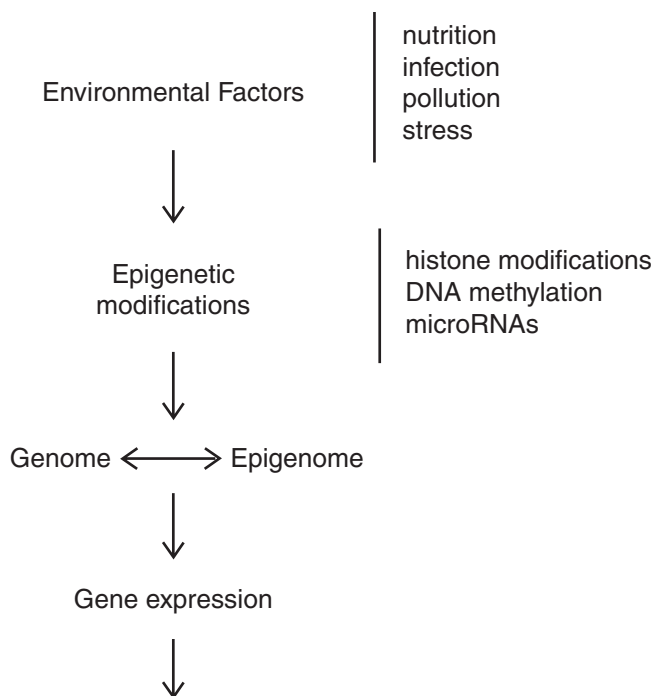 Environmental Factors
nutrition
infection
pollution
stress
Epigenetic
modifications
histone modifications
DNA methylation
microRNAs
Genome
Epigenome
Gene expression